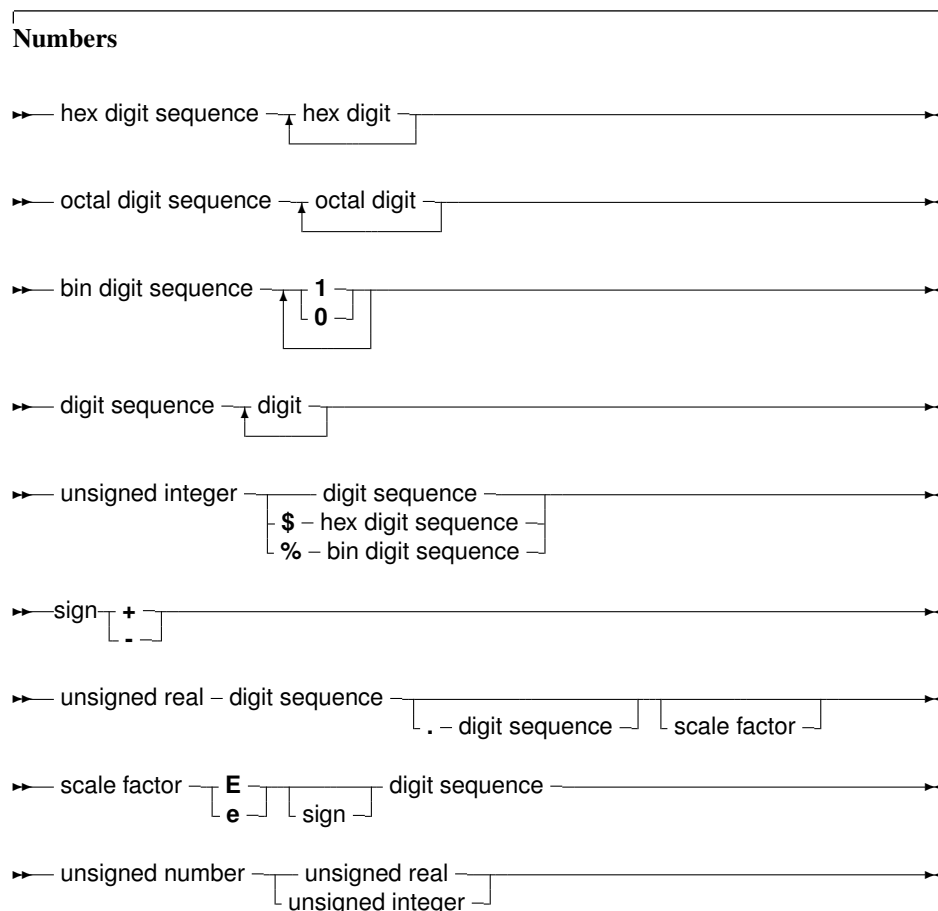 Numbers
hex digit sequence hex digit
octal digit sequence octal digit
bin digit sequence 1
0
digit sequence digit
unsigned integer digit sequence
$ hex digit sequence
% bin digit sequence
sign +
-
unsigned real digit sequence
. digit sequence scale factor
scale factor E digit sequence
e sign
unsigned number unsigned real
unsigned integer